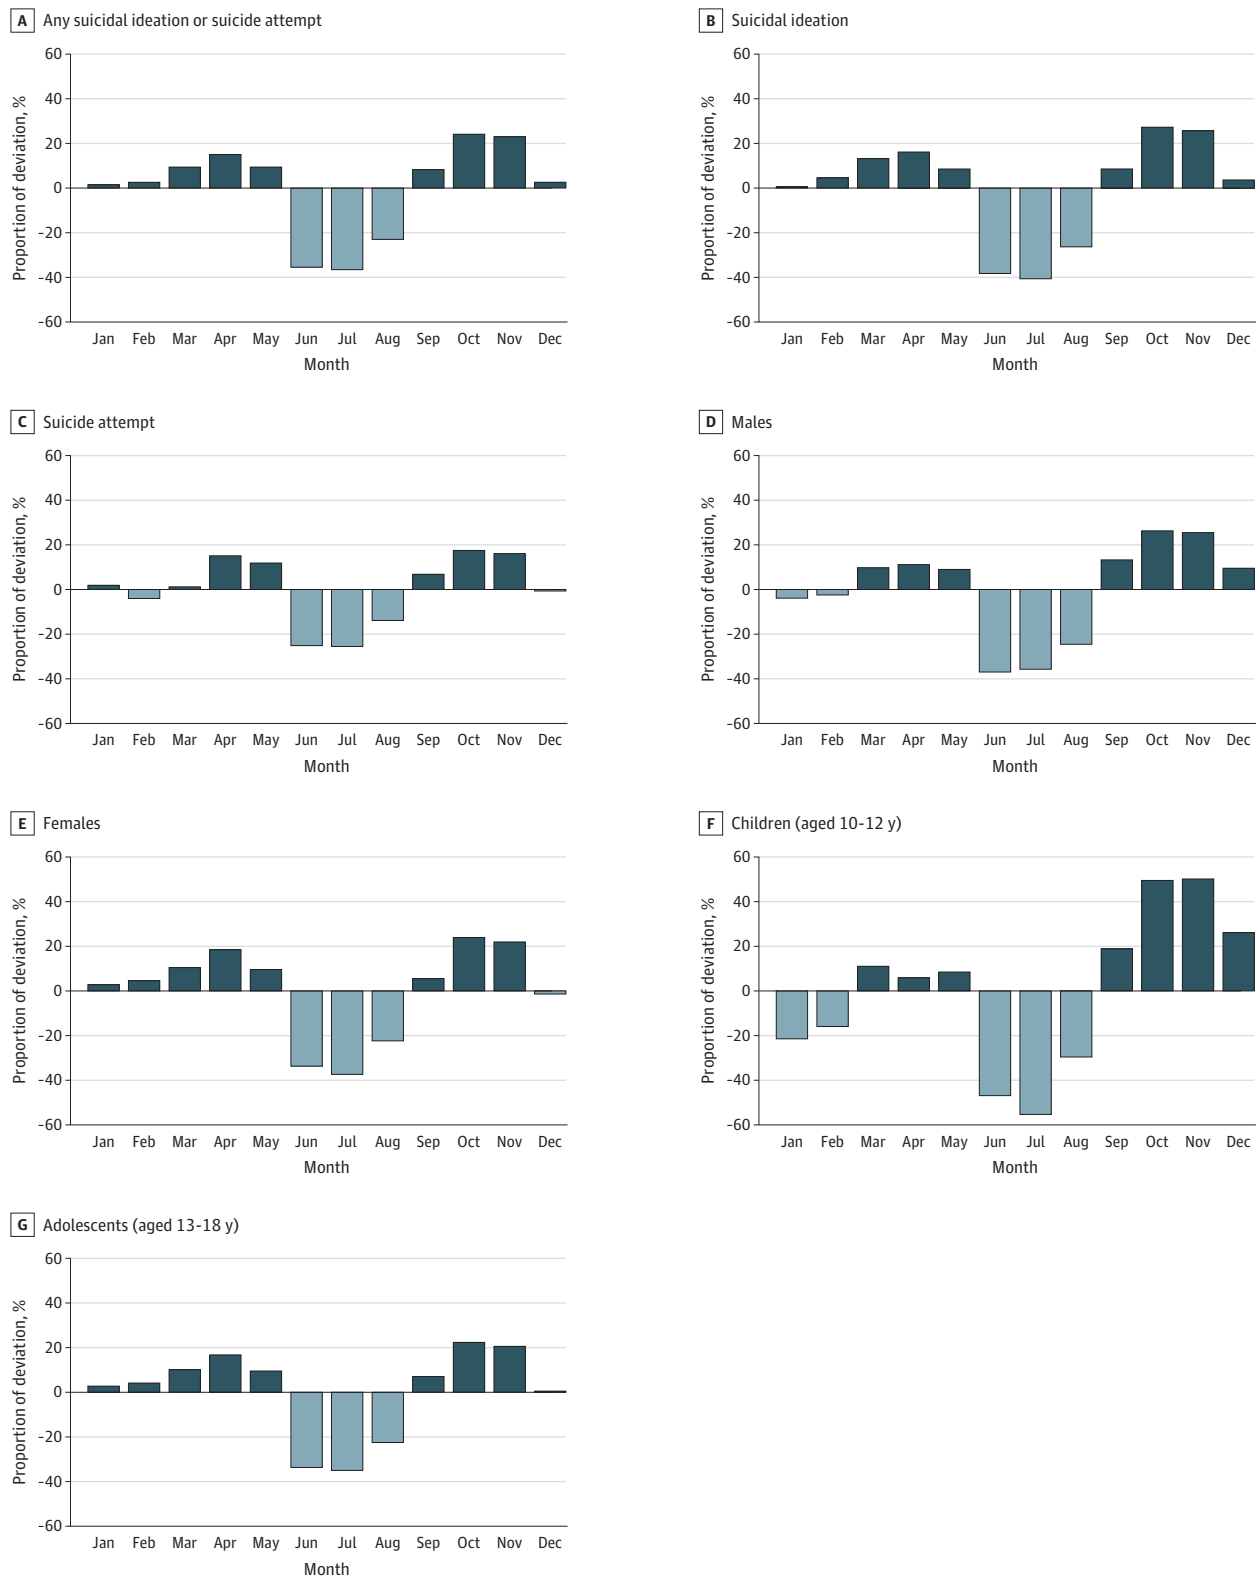 A Any suicidal ideation or suicide attempt
Proportion of deviation, %
60
40
20
0
-20
-40
-60
Jan Feb Mar Apr May Jun Jul Aug Sep Oct Nov Dec
Month
B Suicidal ideation
Proportion of deviation, %
60
40
20
0
-20
-40
-60
Jan Feb Mar Apr May Jun Jul Aug Sep Oct Nov Dec
Month
C Suicide attempt
Proportion of deviation, %
60
40
20
0
-20
-40
-60
Jan Feb Mar Apr May Jun Jul Aug Sep Oct Nov Dec
Month
D Males
Proportion of deviation, %
60
40
20
0
-20
-40
-60
Jan Feb Mar Apr May Jun Jul Aug Sep Oct Nov Dec
Month
E Females
Proportion of deviation, %
60
40
20
0
-20
-40
-60
Jan Feb Mar Apr May Jun Jul Aug Sep Oct Nov Dec
Month
F Children (aged 10-12 y)
Proportion of deviation, %
60
40
20
0
-20
-40
-60
Jan Feb Mar Apr May Jun Jul Aug Sep Oct Nov Dec
Month
G Adolescents (aged 13-18 y)
Proportion of deviation, %
60
40
20
0
-20
-40
-60
Jan Feb Mar Apr May Jun Jul Aug Sep Oct Nov Dec
Month